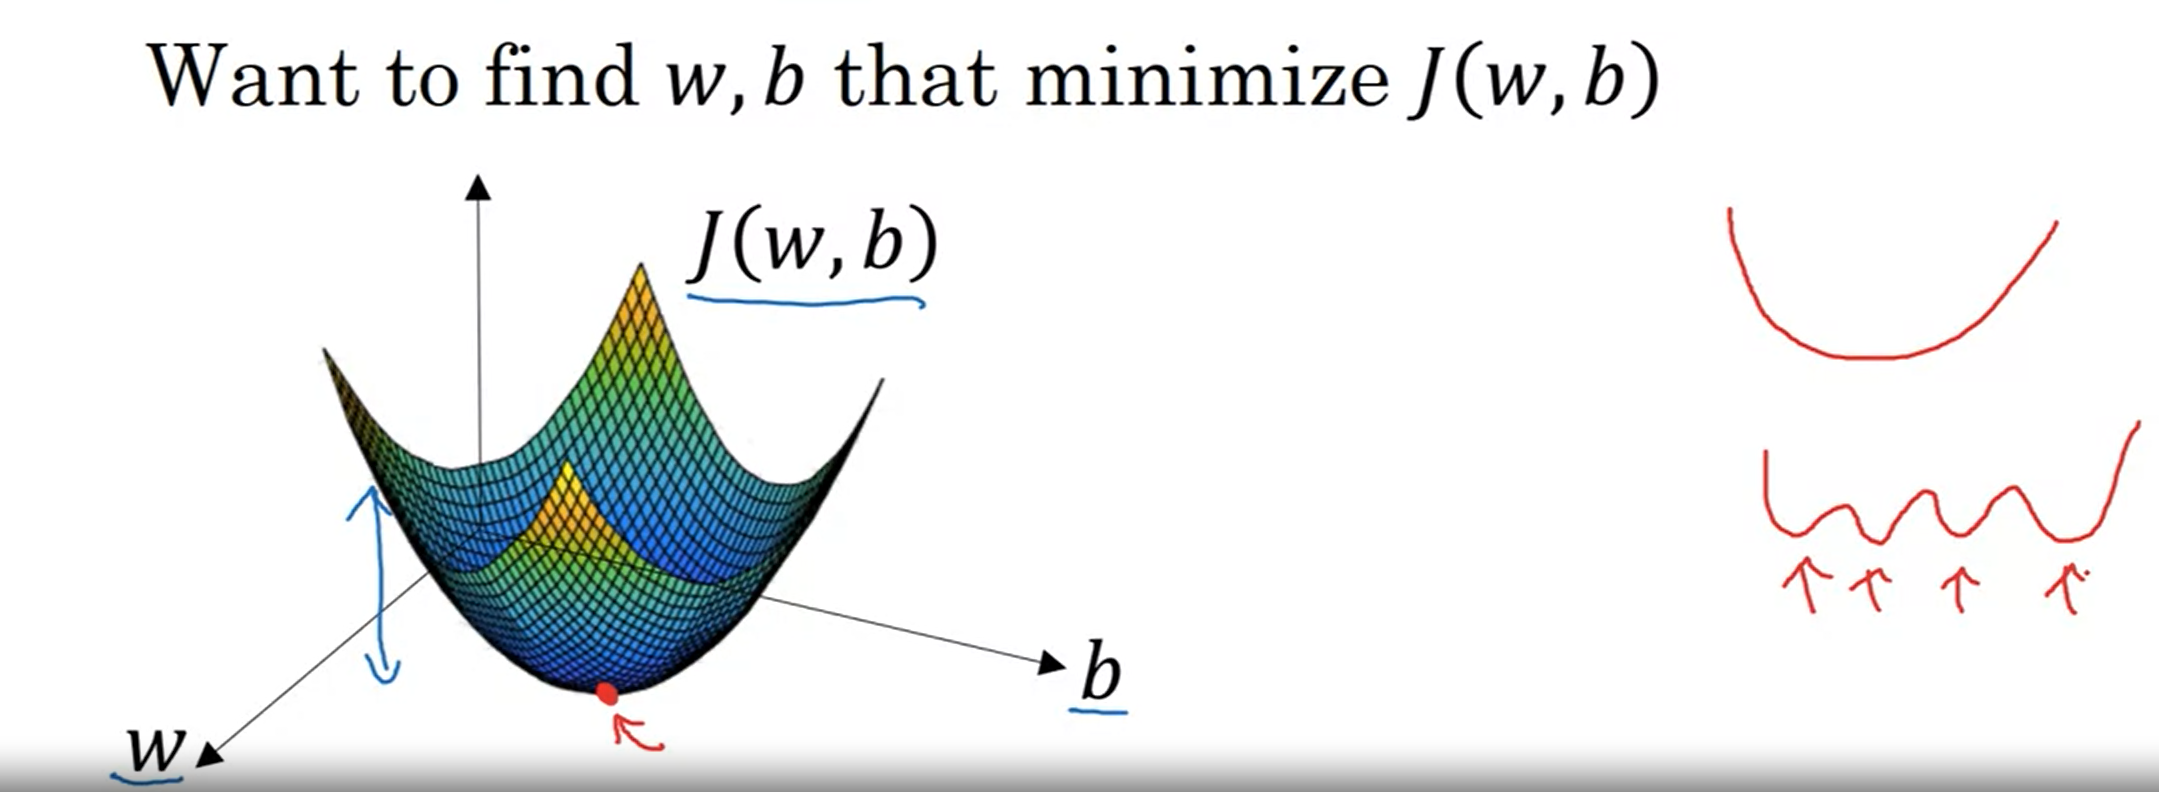 Want to find w, b that minimize J(w, b)
J(w, b)
b
w